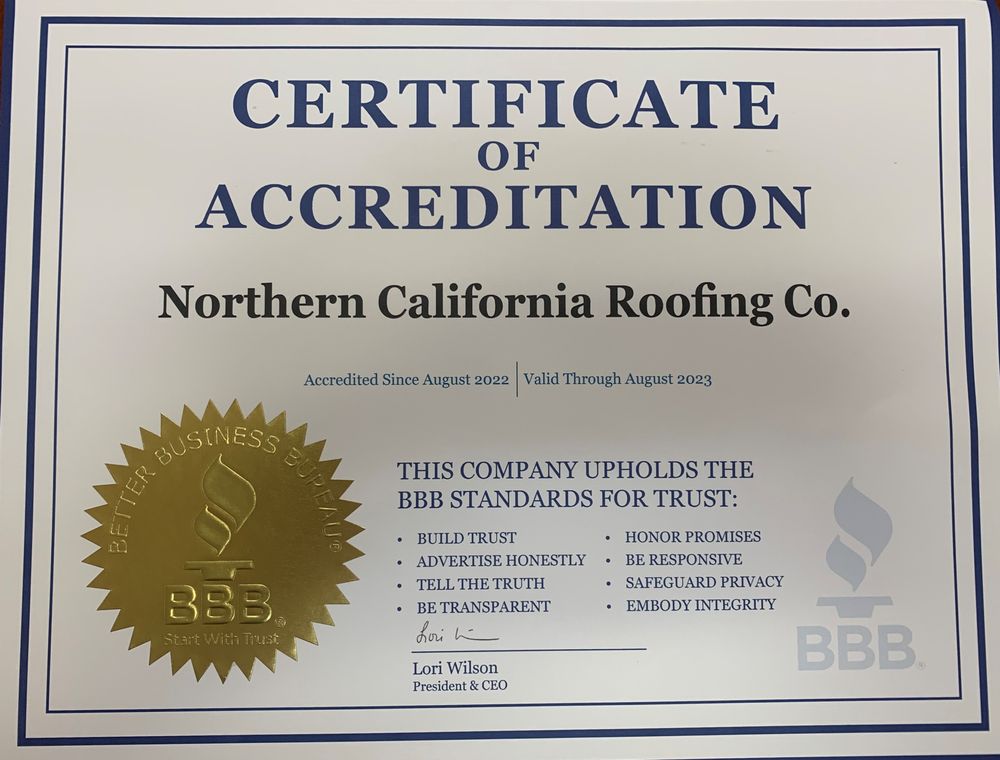 CERTIFICATE
OF
ACCREDITATION
Northern California Roofing Co.
Accredited Since August 2022 | Valid Through August 2023
BETTER BUSINESS BUREAU®
BBB®
Start With Trust
THIS COMPANY UPHOLDS THE
BBB STANDARDS FOR TRUST:
• BUILD TRUST
• ADVERTISE HONESTLY
• TELL THE TRUTH
• BE TRANSPARENT
• HONOR PROMISES
• BE RESPONSIVE
• SAFEGUARD PRIVACY
• EMBODY INTEGRITY
Lori Wilson
President & CEO
BBB®